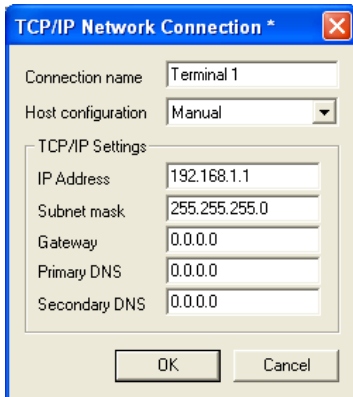 TCP/IP Network Connection *
Connection name Terminal 1
Host configuration Manual
TCP/IP Settings
IP Address 192.168.1.1
Subnet mask 255.255.255.0
Gateway 0.0.0.0
Primary DNS 0.0.0.0
Secondary DNS 0.0.0.0
OK Cancel